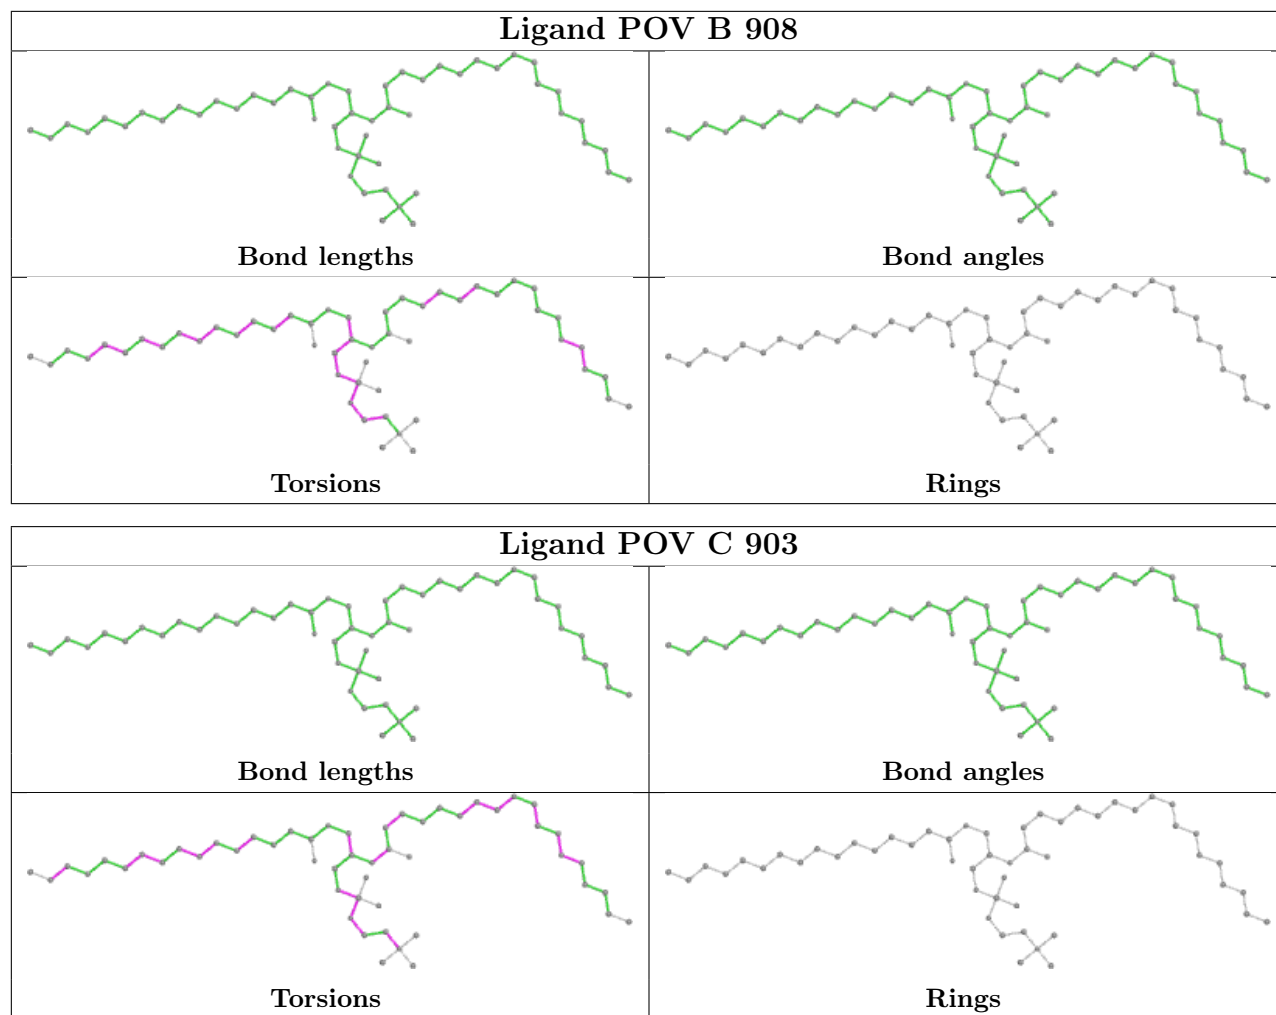 Ligand POV B 908
Bond lengths
Bond angles
Torsions
Rings
Ligand POV C 903
Bond lengths
Bond angles
Torsions
Rings